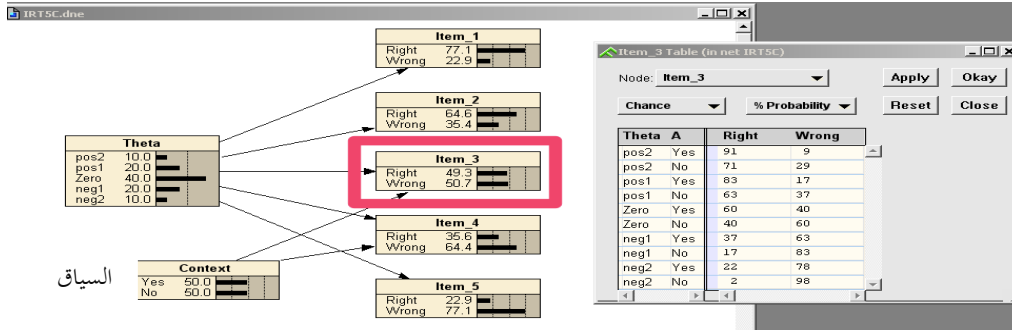 IRT5C.dne
Item_1
Right 77.1
Wrong 22.9
Item_2
Right 64.6
Wrong 35.4
Theta
pos2 10.0
pos1 20.0
Zero 40.0
neg1 20.0
neg2 10.0
Item_3
Right 49.3
Wrong 50.7
Item_4
Right 35.6
Wrong 64.4
السياق
Context
Yes 50.0
No 50.0
Item_5
Right 22.9
Wrong 77.1
Item_3 Table (in net IRT5C)
Node: Item_3 Apply Okay
Chance % Probability Reset Close
Theta A Right Wrong
pos2 Yes 91 9
pos2 No 71 29
pos1 Yes 83 17
pos1 No 63 37
Zero Yes 60 40
Zero No 40 60
neg1 Yes 37 63
neg1 No 17 83
neg2 Yes 22 78
neg2 No 2 98